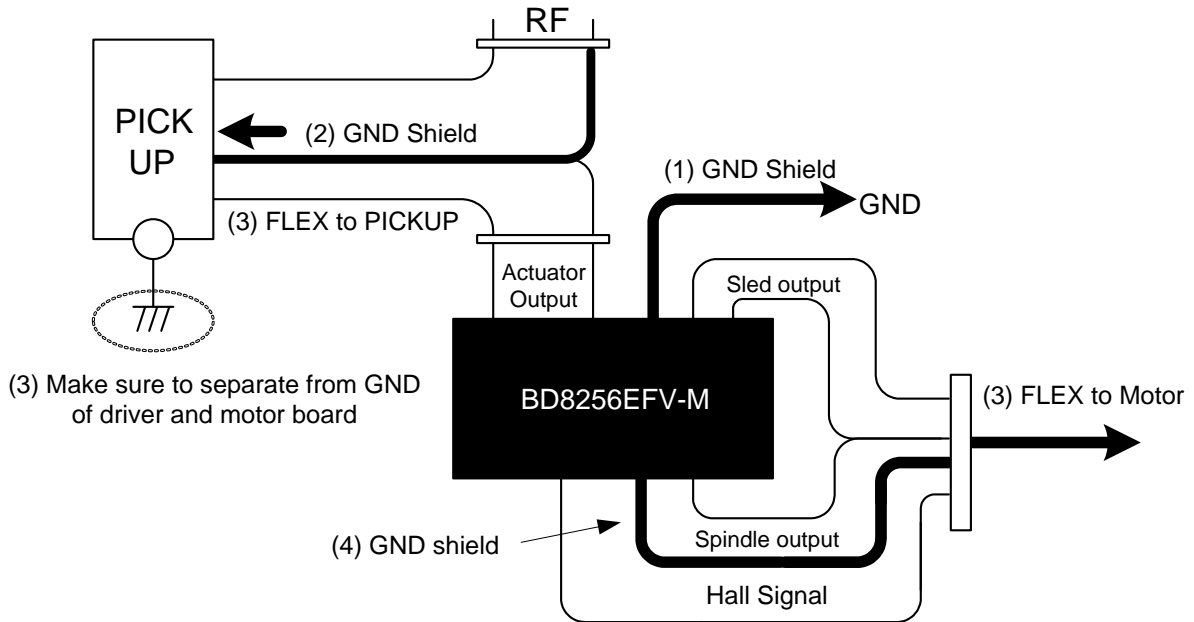 RF
PICK
UP
(2) GND Shield
(1) GND Shield
GND
(3) FLEX to PICKUP
Actuator
Output
Sled output
(3) Make sure to separate from GND
of driver and motor board
BD8256EFV-M
(3) FLEX to Motor
(4) GND shield
Spindle output
Hall Signal